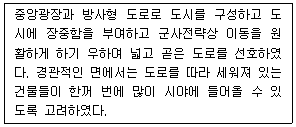 중앙광장과 방사형 도로로 도시를 구성하고 도
시에 장중함을 부여하고 군사전략상 이동을 원
활하게 하기 우하여 넓고 곧은 도로를 선호하였
다. 경관적인 면에서는 도로를 따라 세워져 있는
건물들이 한꺼 번에 많이 시야에 들어올 수 있
도록 고려하였다.